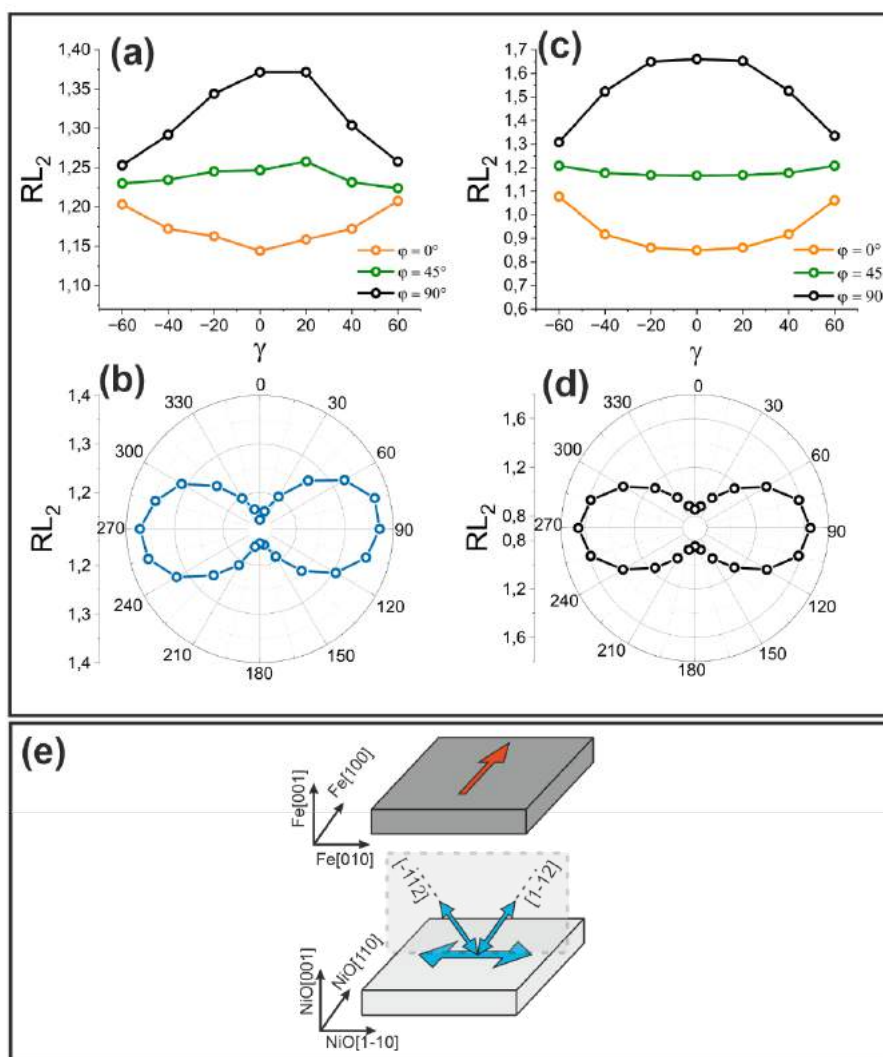 (a)
1,40
1,35
1,30
1,25
1,20
1,15
1,10
RL2
−60 −40 −20 0 20 40 60
γ
φ = 0°
φ = 45°
φ = 90°
(c)
1,7
1,6
1,5
1,4
1,3
1,2
1,1
1,0
0,9
0,8
0,7
0,6
RL2
−60 −40 −20 0 20 40 60
γ
φ = 0°
φ = 45
φ = 90
(b)
1,4
1,3
1,2
1,2
1,3
1,4
RL2
0
30
60
90
120
150
180
210
240
270
300
330
(d)
1,6
1,2
0,8
0,8
1,2
1,6
RL2
0
30
60
90
120
150
180
210
240
270
300
330
(e)
Fe[001]
Fe[100]
Fe[010]
[-112]
[1-12]
NiO[001]
NiO[110]
NiO[1-10]